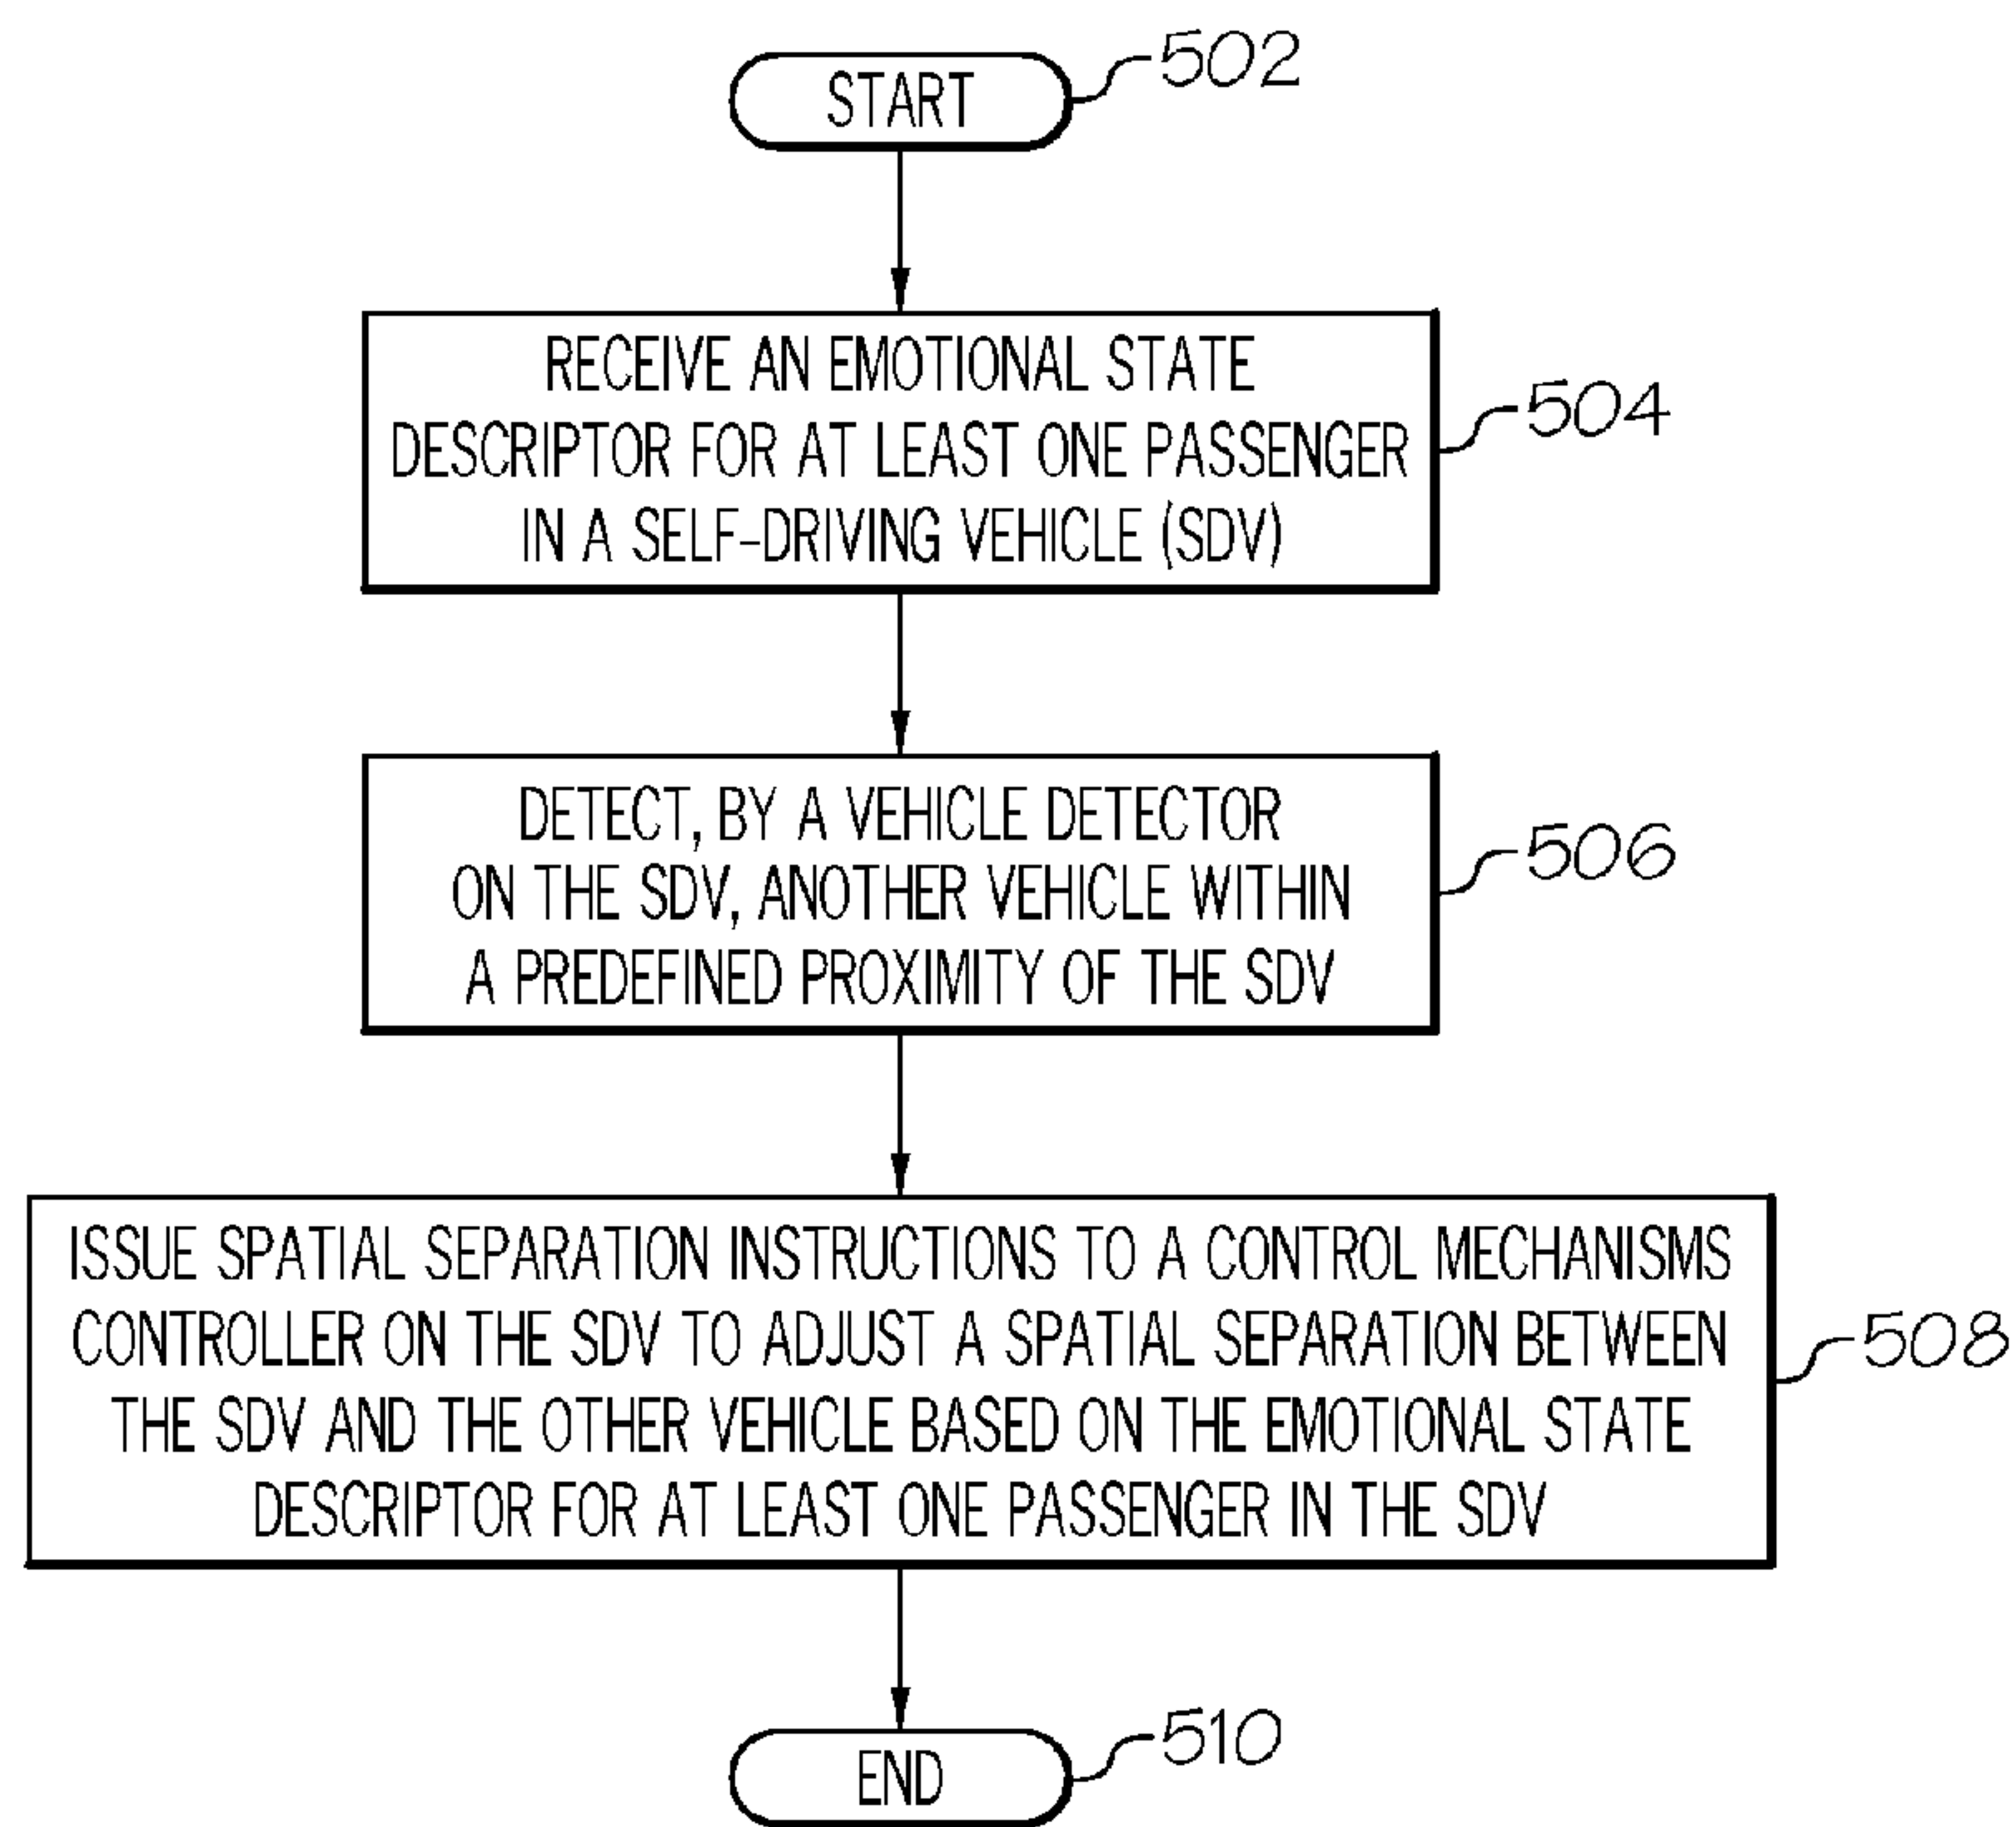 START
502
RECEIVE AN EMOTIONAL STATE
DESCRIPTOR FOR AT LEAST ONE PASSENGER
IN A SELF-DRIVING VEHICLE (SDV)
504
DETECT, BY A VEHICLE DETECTOR
ON THE SDV, ANOTHER VEHICLE WITHIN
A PREDEFINED PROXIMITY OF THE SDV
506
ISSUE SPATIAL SEPARATION INSTRUCTIONS TO A CONTROL MECHANISMS
CONTROLLER ON THE SDV TO ADJUST A SPATIAL SEPARATION BETWEEN
THE SDV AND THE OTHER VEHICLE BASED ON THE EMOTIONAL STATE
DESCRIPTOR FOR AT LEAST ONE PASSENGER IN THE SDV
508
END
510